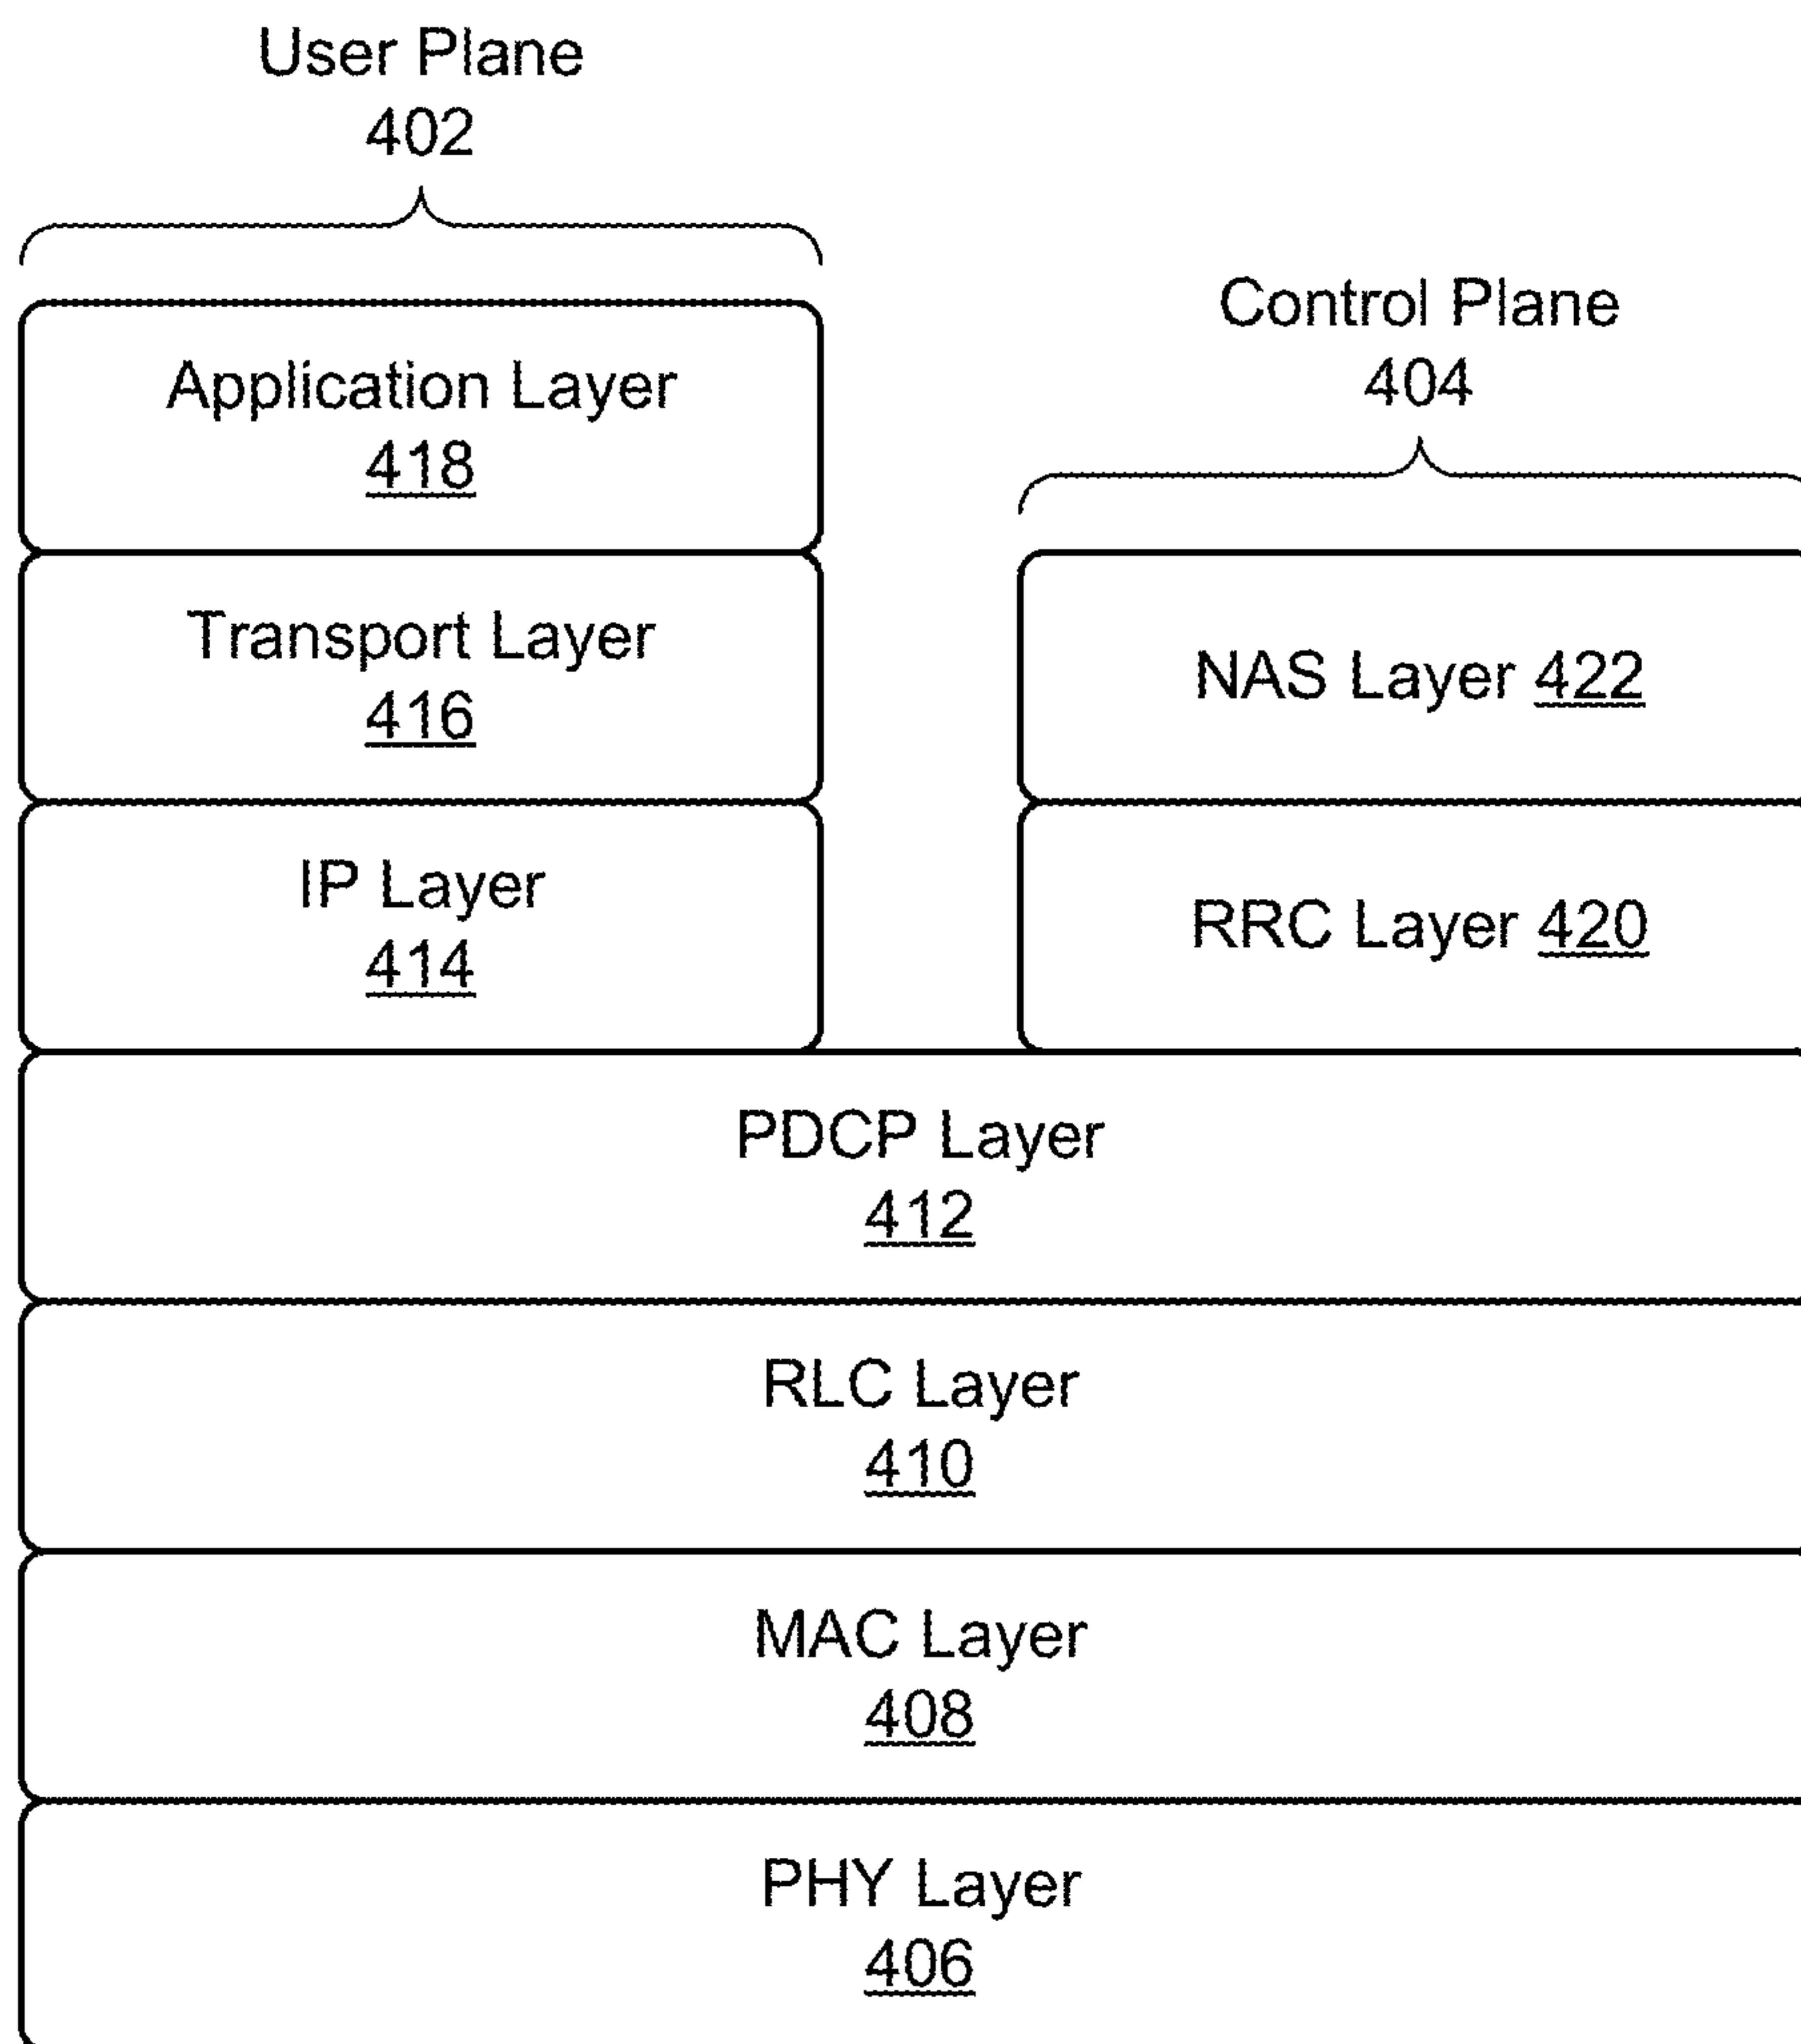 User Plane
402
Control Plane
404
Application Layer
418
Transport Layer
416
NAS Layer 422
IP Layer
414
RRC Layer 420
PDCP Layer
412
RLC Layer
410
MAC Layer
408
PHY Layer
406